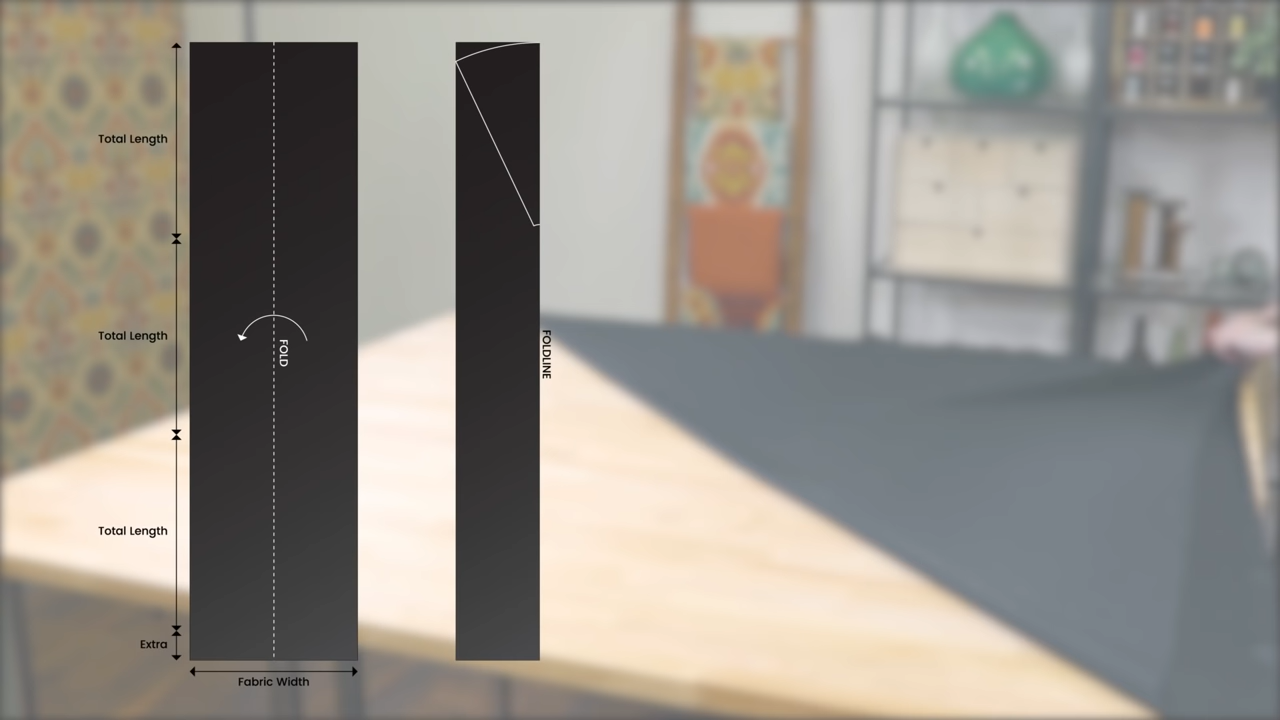 Total Length
Total Length
FOLD
FOLDLINE
Total Length
Extra
Fabric Width